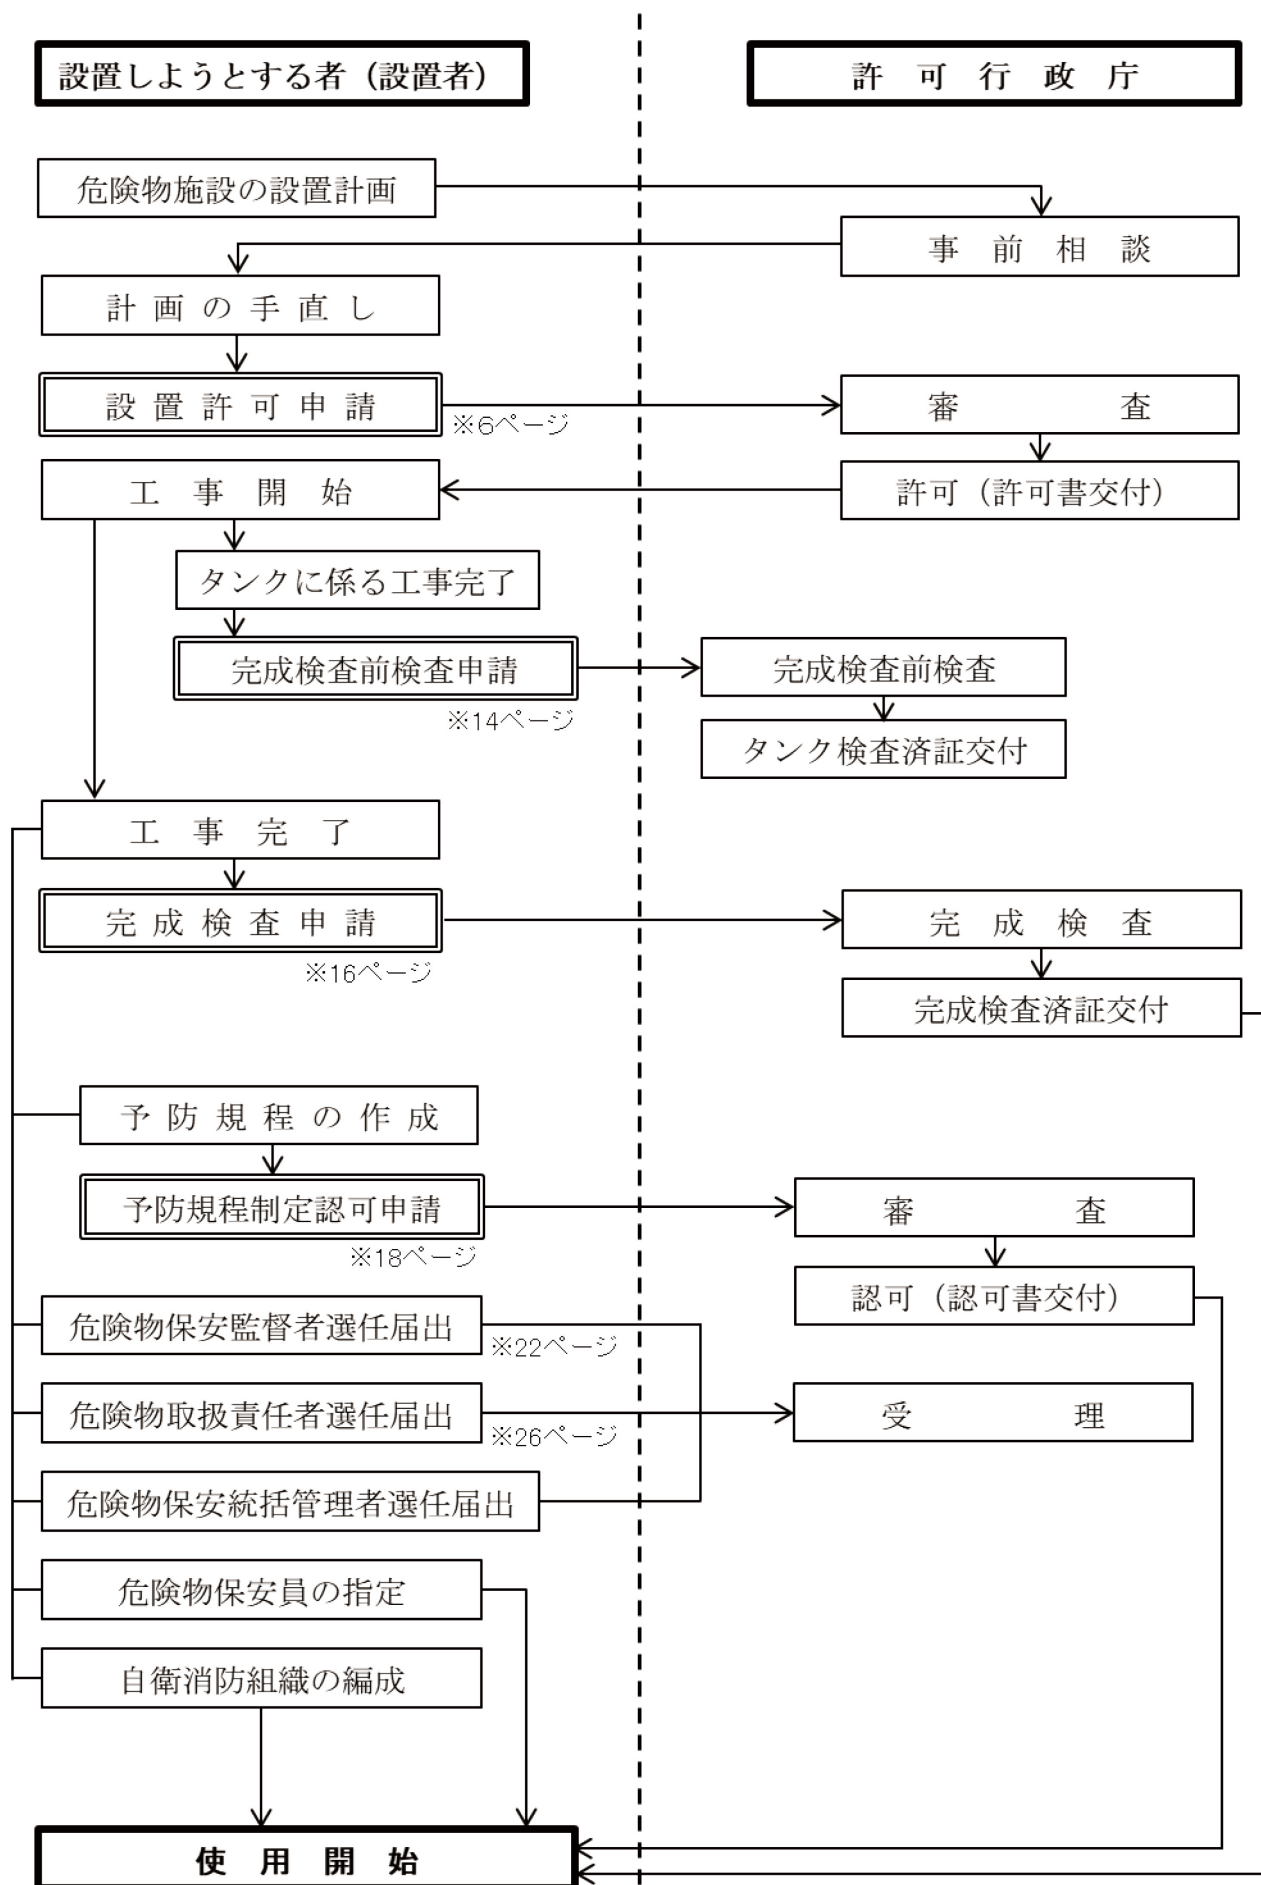 設置しようとする者（設置者）
許可行政庁
危険物施設の設置計画
事前相談
計画の手直し
設置許可申請
※6ページ
審査
工事開始
許可（許可書交付）
タンクに係る工事完了
完成検査前検査申請
※14ページ
完成検査前検査
タンク検査済証交付
工事完了
完成検査申請
※16ページ
完成検査
完成検査済証交付
予防規程の作成
予防規程制定認可申請
※18ページ
審査
認可（認可書交付）
危険物保安監督者選任届出
※22ページ
危険物取扱責任者選任届出
※26ページ
受理
危険物保安統括管理者選任届出
危険物保安員の指定
自衛消防組織の編成
使用開始